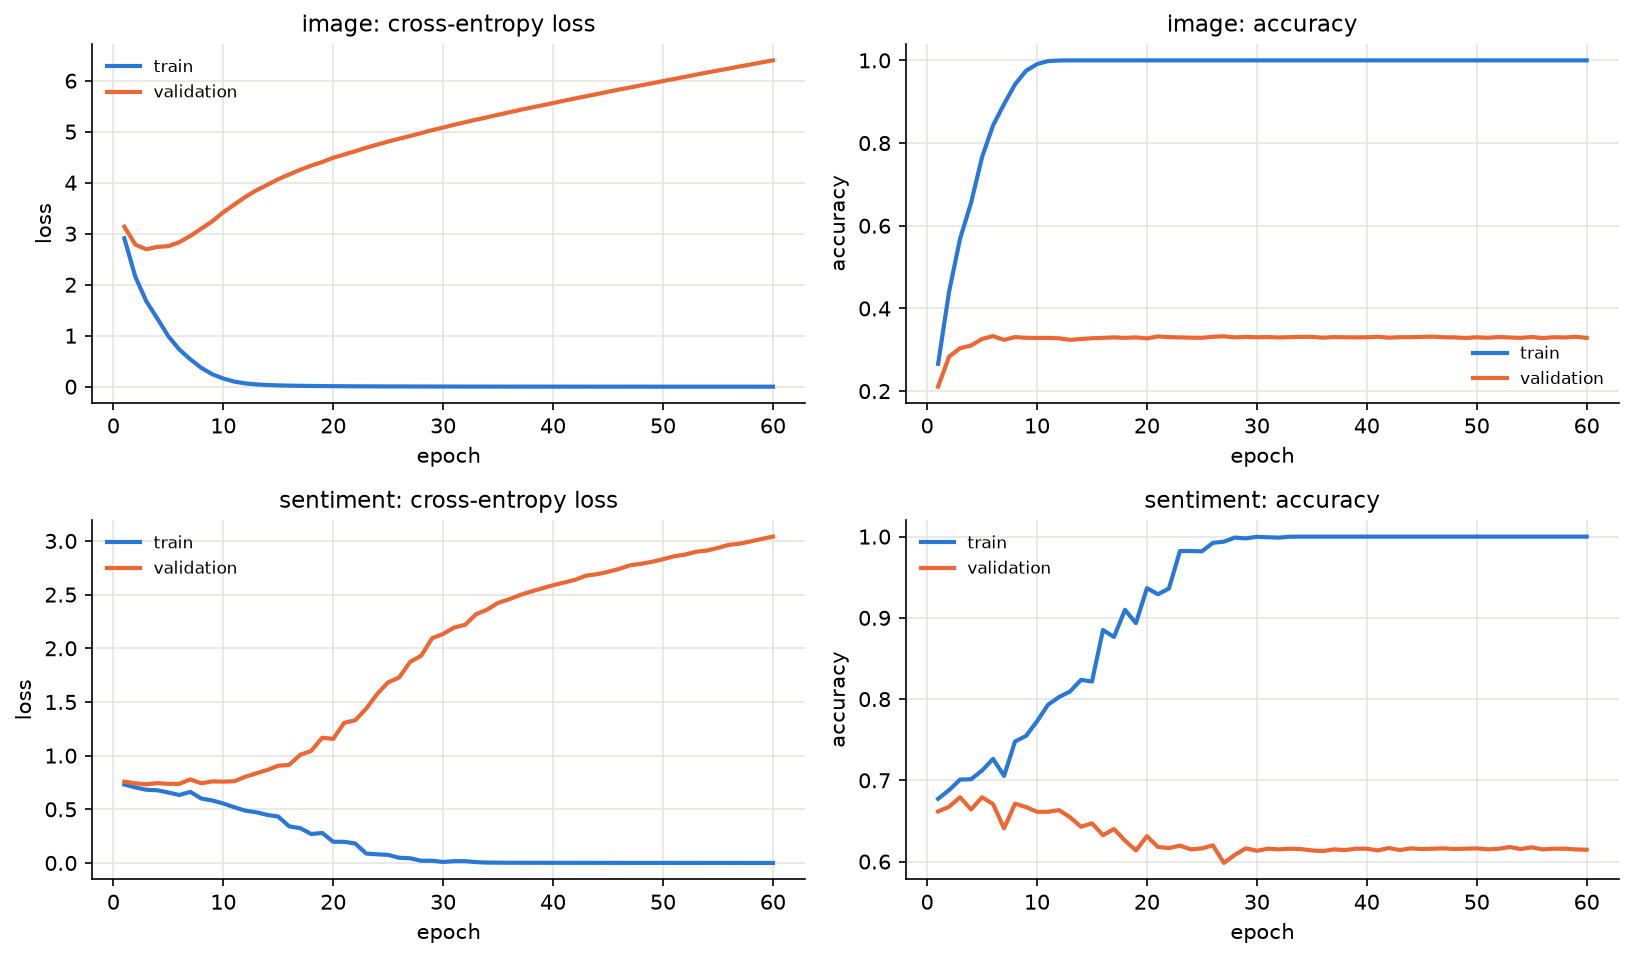 image: cross-entropy loss
train
validation
6
5
4
3
2
1
0
loss
0 10 20 30 40 50 60
epoch
image: accuracy
1.0
0.8
0.6
0.4
0.2
accuracy
train
validation
0 10 20 30 40 50 60
epoch
sentiment: cross-entropy loss
train
validation
3.0
2.5
2.0
1.5
1.0
0.5
0.0
loss
0 10 20 30 40 50 60
epoch
sentiment: accuracy
train
validation
1.0
0.9
0.8
0.7
0.6
accuracy
0 10 20 30 40 50 60
epoch